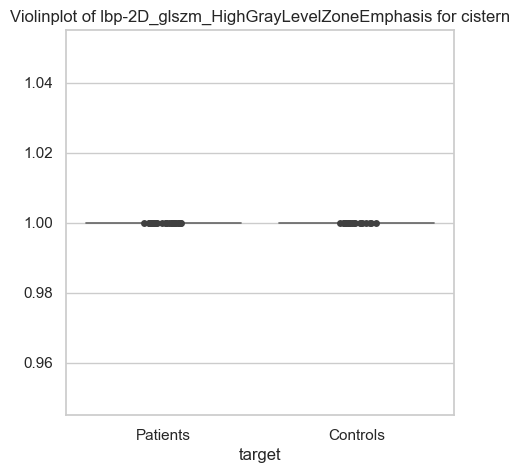 Violinplot of lbp-2D_glszm_HighGrayLevelZoneEmphasis for cistern
1.04
1.02
1.00
0.98
0.96
Patients Controls
target